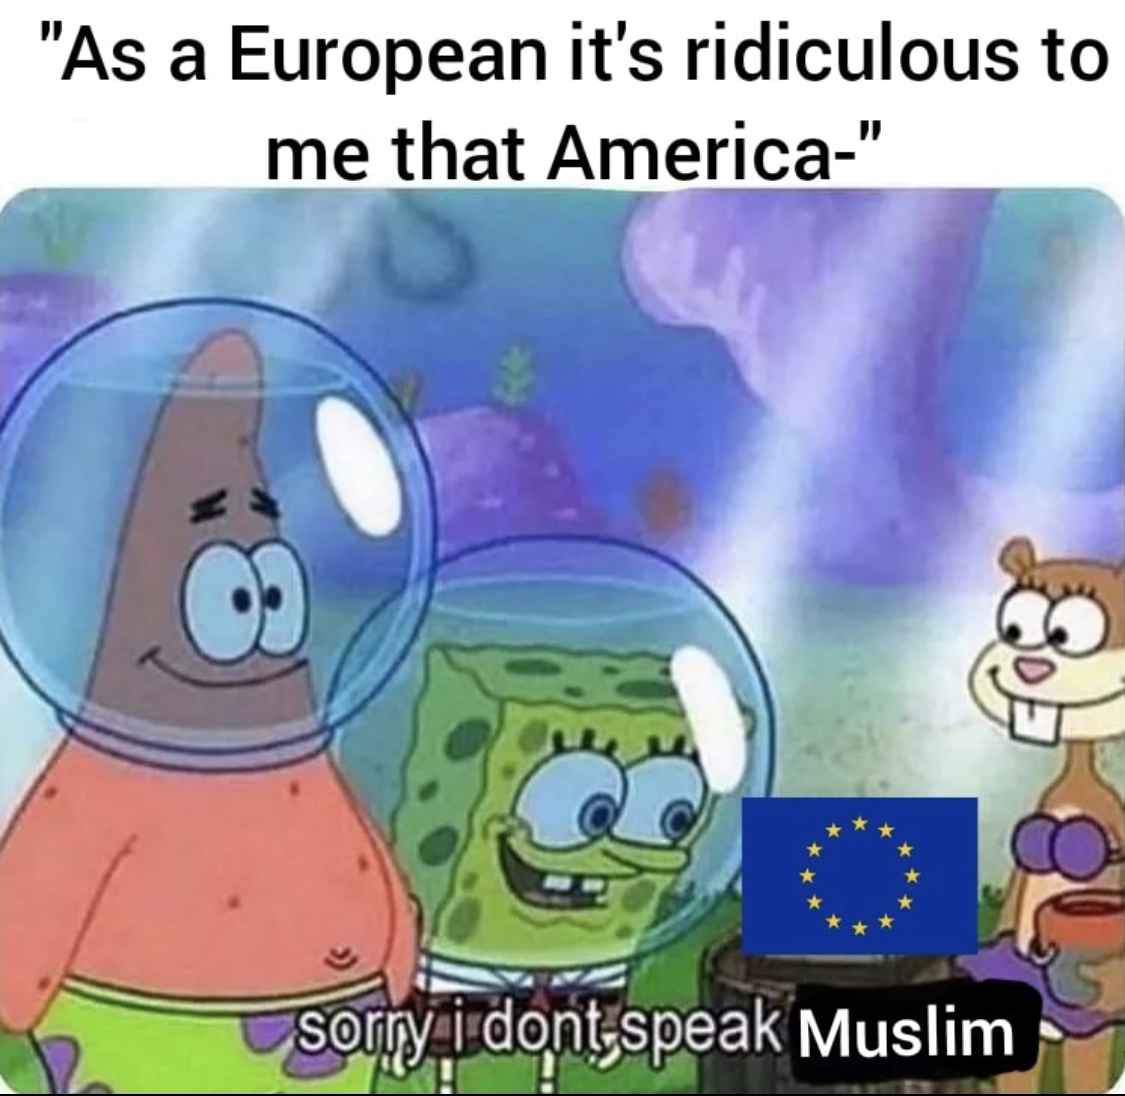 "As a European it's ridiculous to
me that America-"
sorry i dont speak Muslim